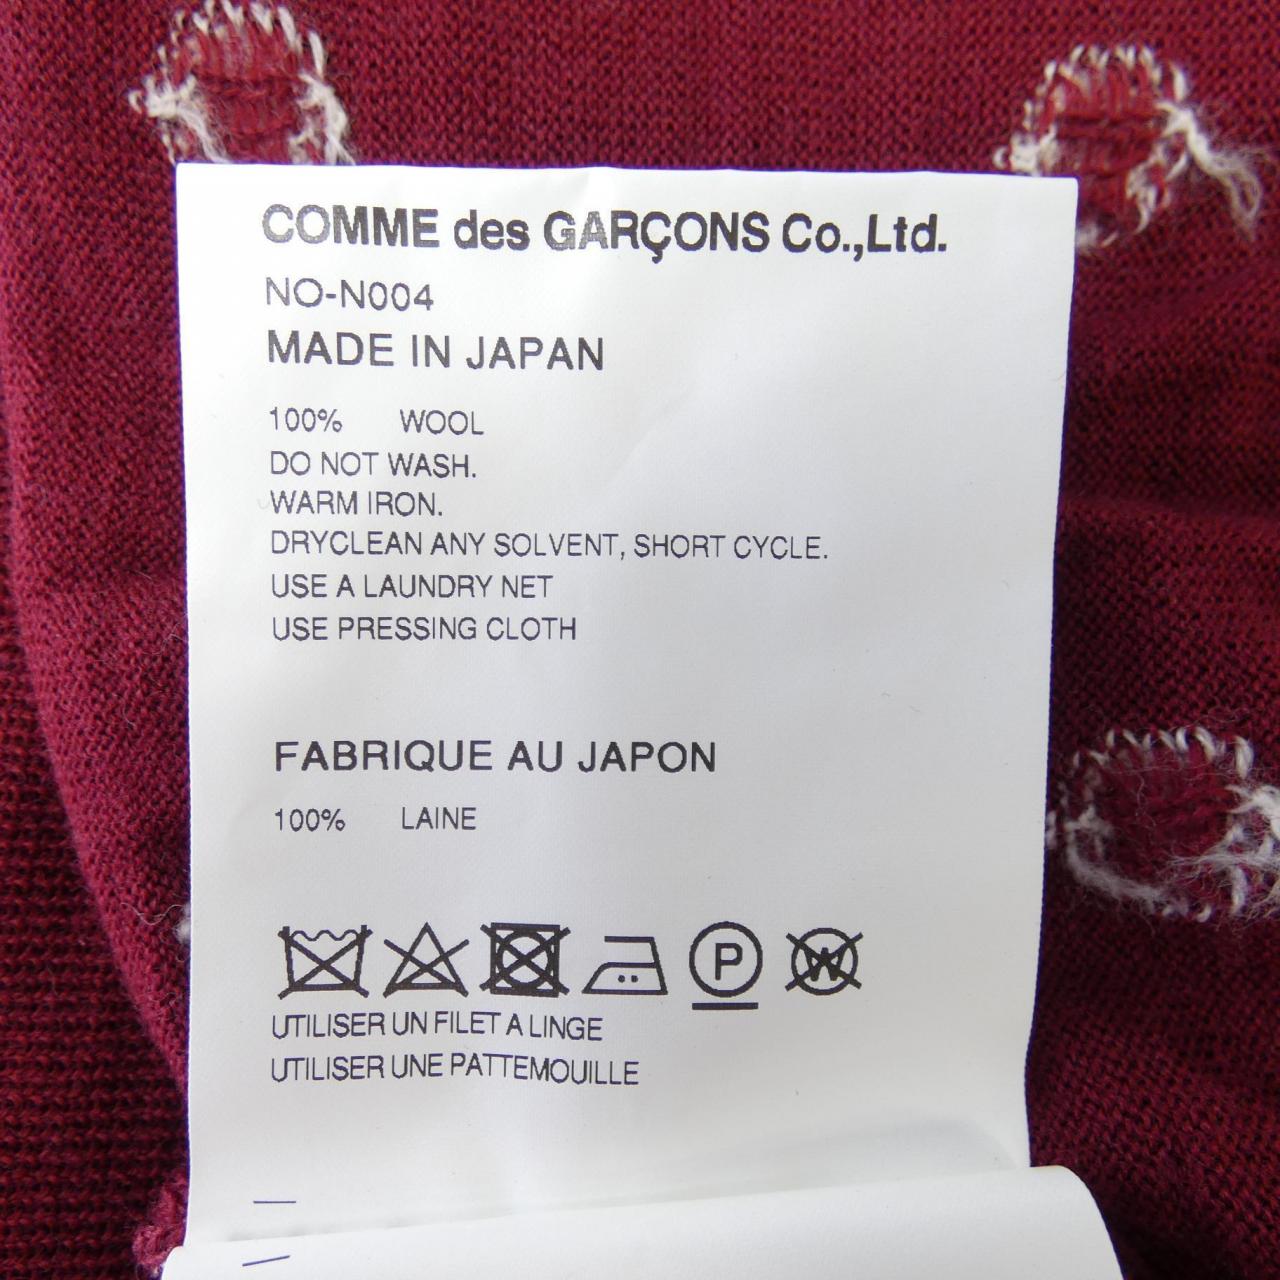 COMME des GARÇONS Co.,Ltd.
NO-N004
MADE IN JAPAN
100% WOOL
DO NOT WASH.
WARM IRON.
DRYCLEAN ANY SOLVENT, SHORT CYCLE.
USE A LAUNDRY NET
USE PRESSING CLOTH
FABRIQUE AU JAPON
100% LAINE
P W
UTILISER UN FILET A LINGE
UTILISER UNE PATTEMOUILLE